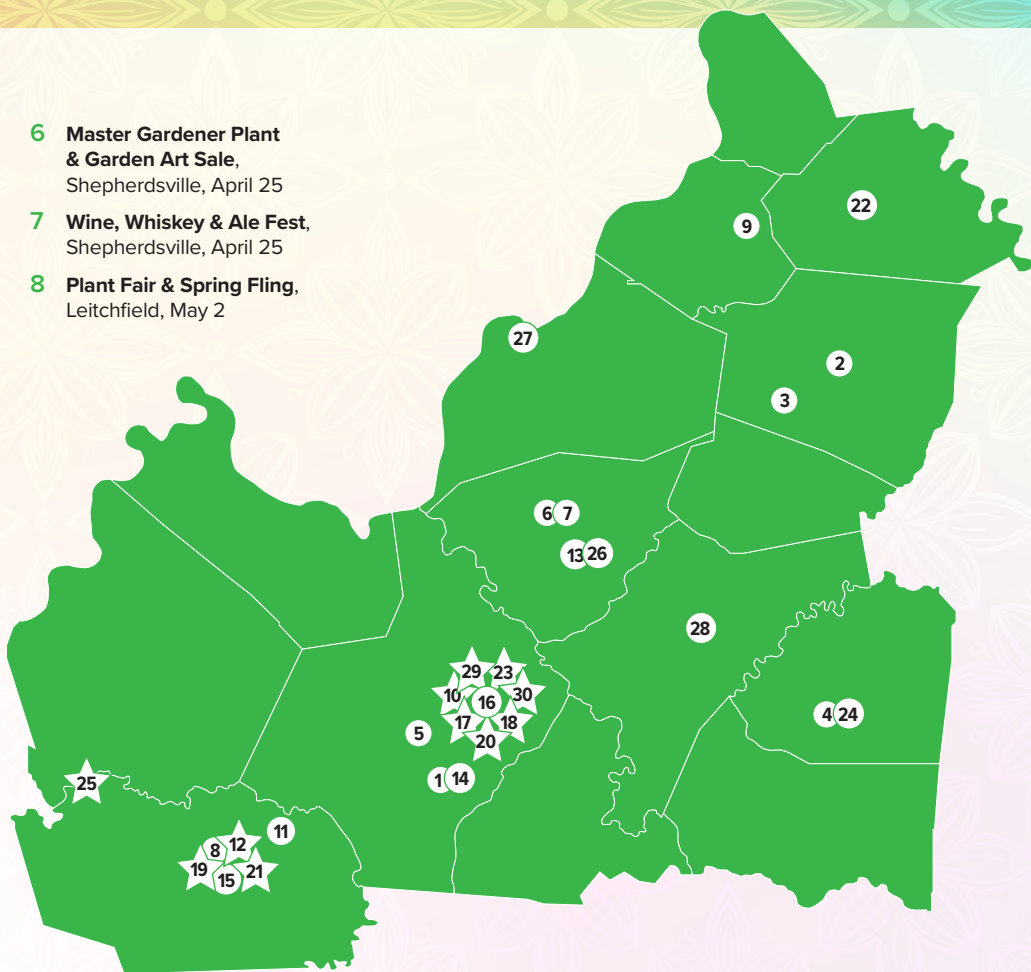 6 Master Gardener Plant
& Garden Art Sale,
Shepherdsville, April 25
7 Wine, Whiskey & Ale Fest,
Shepherdsville, April 25
8 Plant Fair & Spring Fling,
Leitchfield, May 2
22
9
27
2
3
6 7
13 26
28
29 23
10 16 30
17 18
4 24
5
20
1 14
25
11
12
8
19 21
15